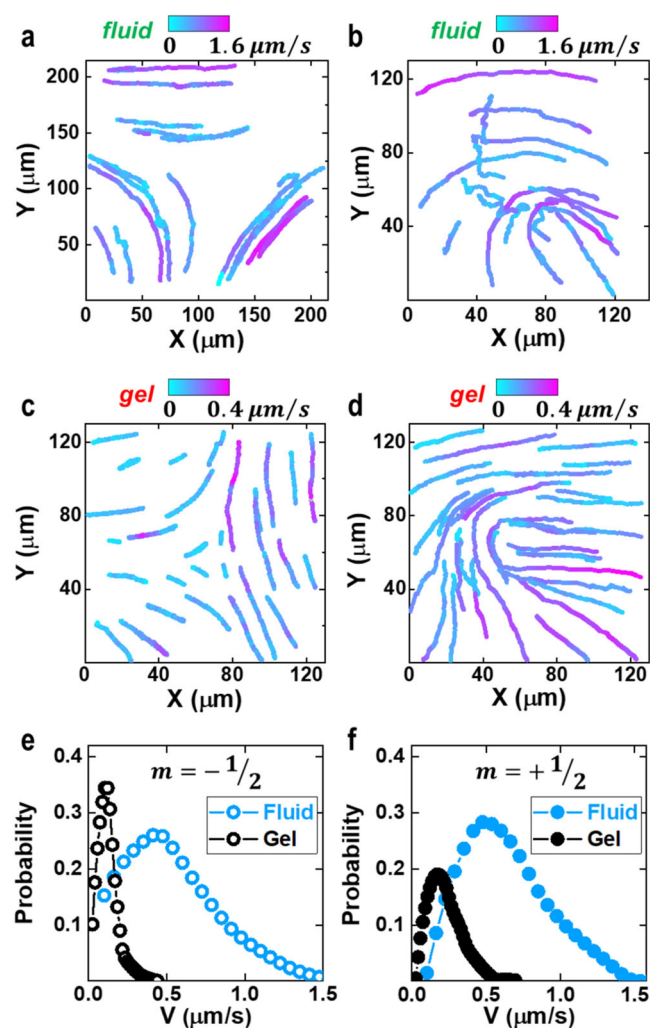 a fluid 0 1.6 μm/s
b fluid 0 1.6 μm/s
200
150
100
50
Y (μm)
0 50 100 150 200
X (μm)
120
80
40
Y (μm)
40 80 120
X (μm)
c gel 0 0.4 μm/s
d gel 0 0.4 μm/s
120
80
40
Y (μm)
0 40 80 120
X (μm)
120
80
40
Y (μm)
0 40 80 120
X (μm)
e
f
0.4
0.3
0.2
0.1
Probability
m = − 1/2
Fluid
Gel
0.0 0.5 1.0 1.5
V (μm/s)
0.4
0.3
0.2
0.1
Probability
m = + 1/2
Fluid
Gel
0.0 0.5 1.0 1.5
V (μm/s)